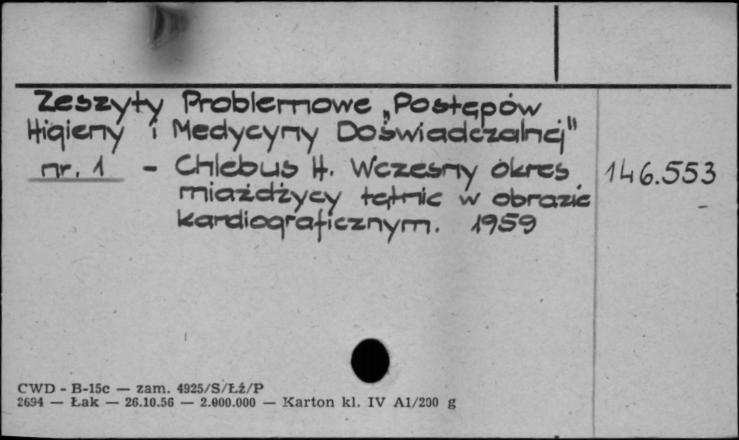 Zeszyty Problemowe „Postępów
Higieny i Medycyny Doświadczalnej"
nr. 1 - Chlebus H. Wczesny okres 146.553
miażdżycy tętnic w obrazie
kardiograficznym. 1959
CWD - B-15c — zam. 4925/S/Łź/P
2694 — Łak — 26.10.56 — 2.000.000 — Karton kl. IV A1/200 g